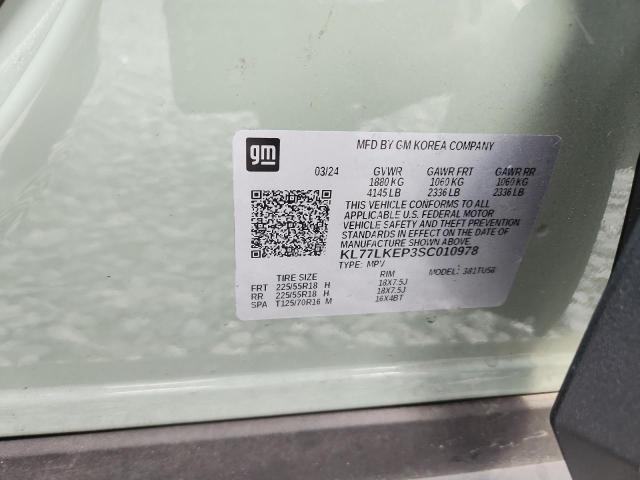 gm
MFD BY GM KOREA COMPANY
03/24 GVWR GAWR FRT GAWR RR
1880 KG 1060 KG 1060 KG
4145 LB 2336 LB 2336 LB
THIS VEHICLE CONFORMS TO ALL
APPLICABLE U.S. FEDERAL MOTOR
VEHICLE SAFETY AND THEFT PREVENTION
STANDARDS IN EFFECT ON THE DATE OF
MANUFACTURE SHOWN ABOVE.
KL77LKEP3SC010978
TYPE: MPV MODEL: 381TU58
TIRE SIZE RIM
FRT 225/55R18 H 18X7.5J
RR 225/55R18 H 18X7.5J
SPA T125/70R16 M 16X4BT